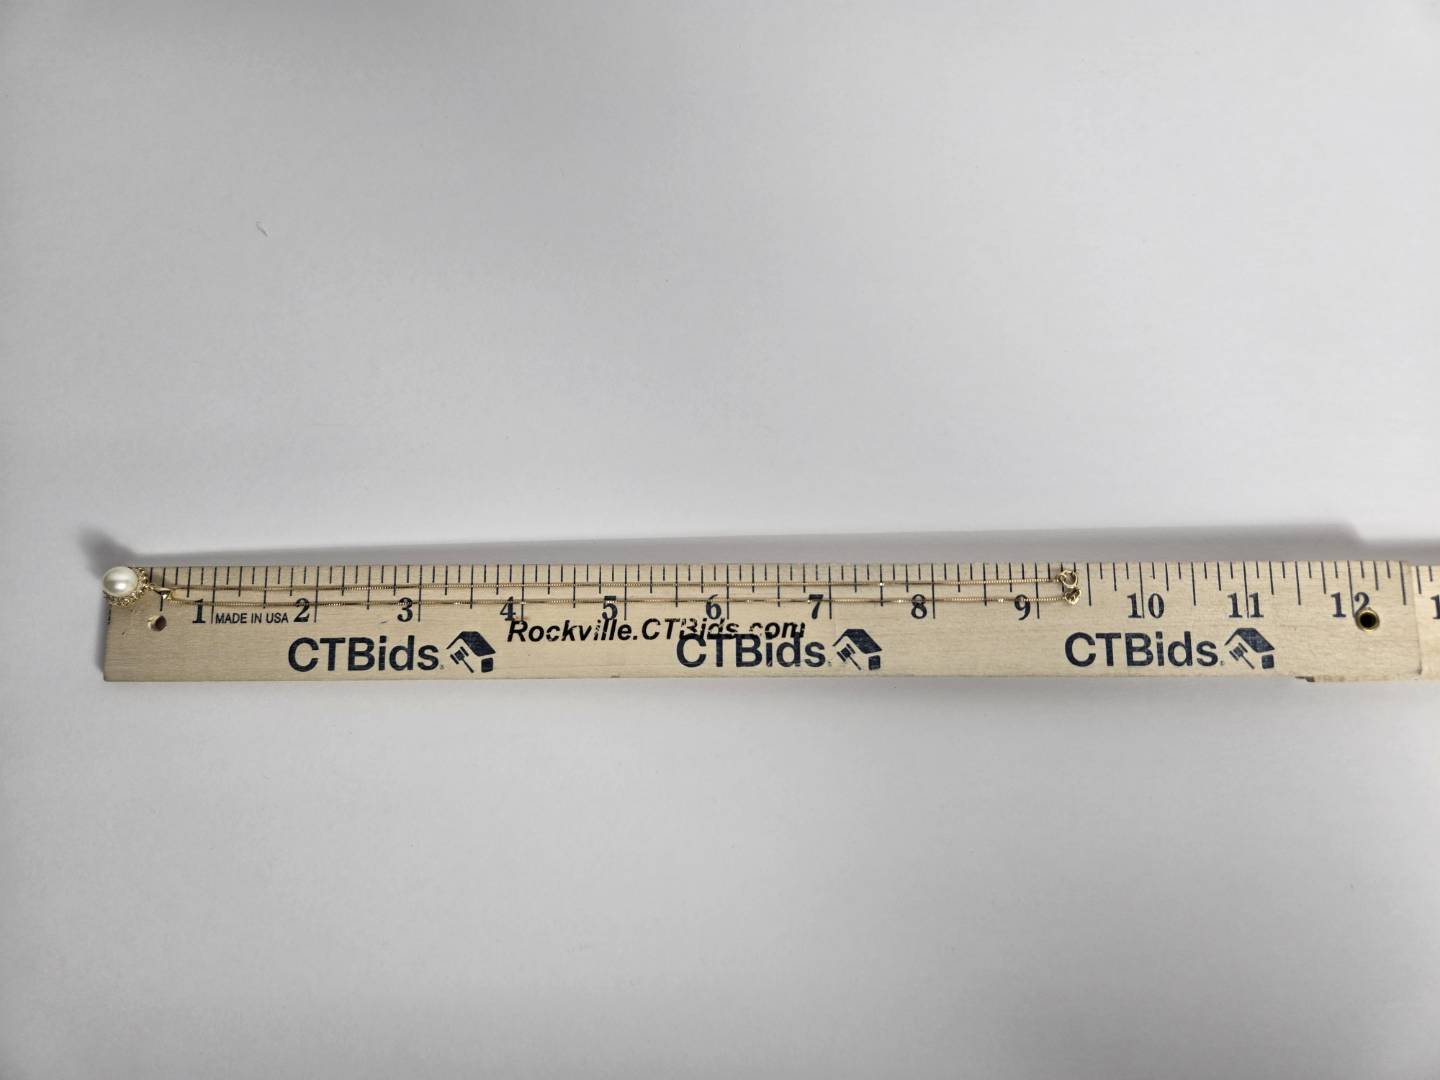 1 2 3 4 5 6 7 8 9 10 11 12 1
MADE IN USA
Rockville.CTBids.com
CTBids. CTBids. CTBids.